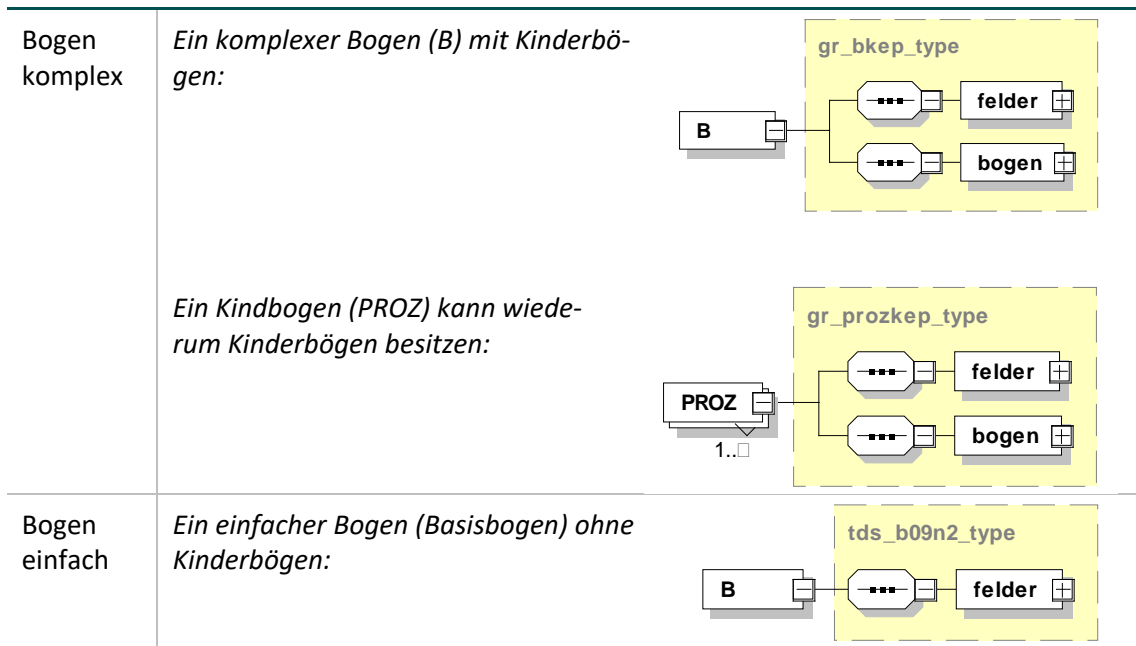 Bogen
komplex
Ein komplexer Bogen (B) mit Kinderbö-
gen:
gr_bkep_type
felder
B
bogen
Ein Kindbogen (PROZ) kann wiede-
rum Kinderbögen besitzen:
gr_prozkep_type
felder
PROZ
bogen
1..□
Bogen
einfach
Ein einfacher Bogen (Basisbogen) ohne
Kinderbögen:
tds_b09n2_type
B
felder